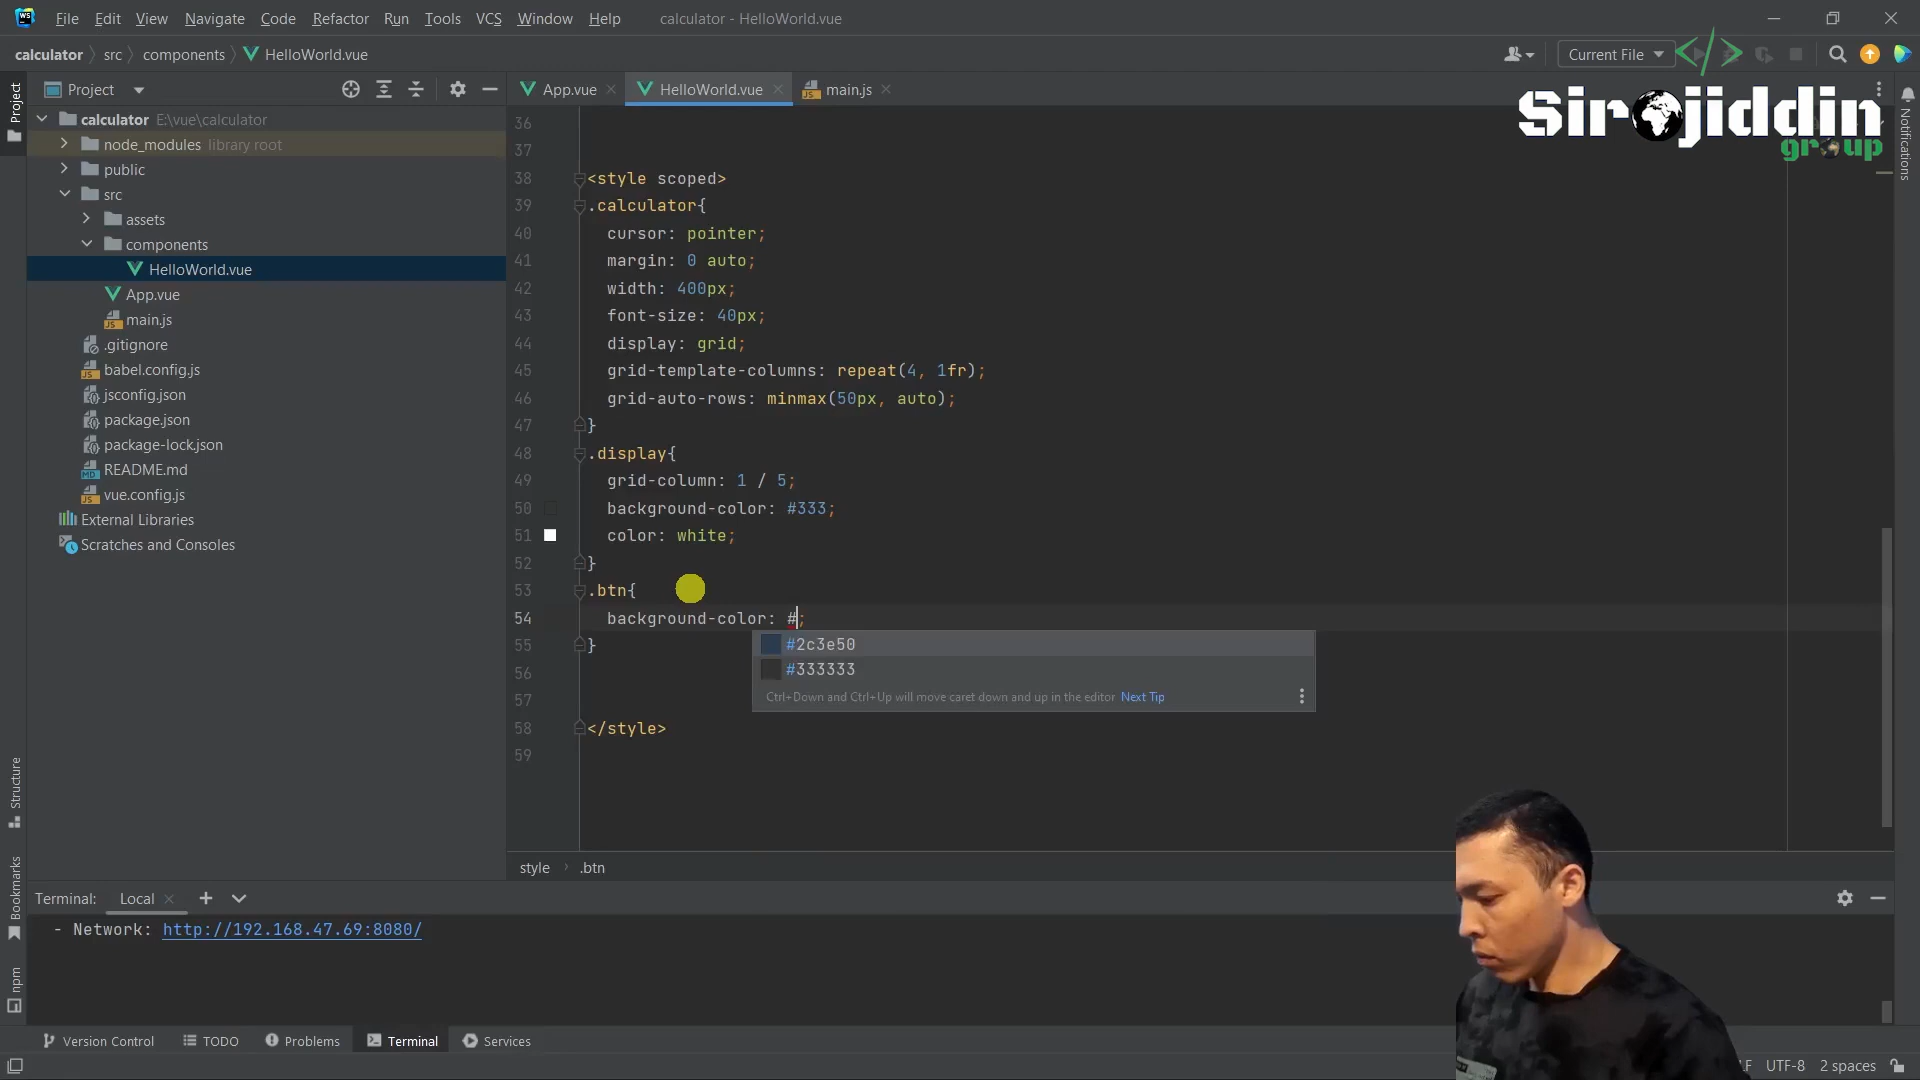 WS File Edit View Navigate Code Refactor Run Tools VCS Window Help calculator - HelloWorld.vue
calculator src components HelloWorld.vue Current File
Project App.vue HelloWorld.vue main.js
Sirojiddin
group
Project
Notifications
calculator E:\vue\calculator
node_modules library root
public
src
assets
components
HelloWorld.vue
App.vue
main.js
.gitignore
babel.config.js
jsconfig.json
package.json
package-lock.json
README.md
vue.config.js
External Libraries
Scratches and Consoles
36
37
38 <style scoped>
39 .calculator{
40 cursor: pointer;
41 margin: 0 auto;
42 width: 400px;
43 font-size: 40px;
44 display: grid;
45 grid-template-columns: repeat(4, 1fr);
46 grid-auto-rows: minmax(50px, auto);
47 }
48 .display{
49 grid-column: 1 / 5;
50 background-color: #333;
51 color: white;
52 }
53 .btn{
54 background-color: #;
55 }
#2c3e50
#333333
Ctrl+Down and Ctrl+Up will move caret down and up in the editor Next Tip
56
57
58 </style>
59
style .btn
Structure
Bookmarks
npm
Terminal: Local
- Network: http://192.168.47.69:8080/
Version Control TODO Problems Terminal Services
UTF-8 2 spaces